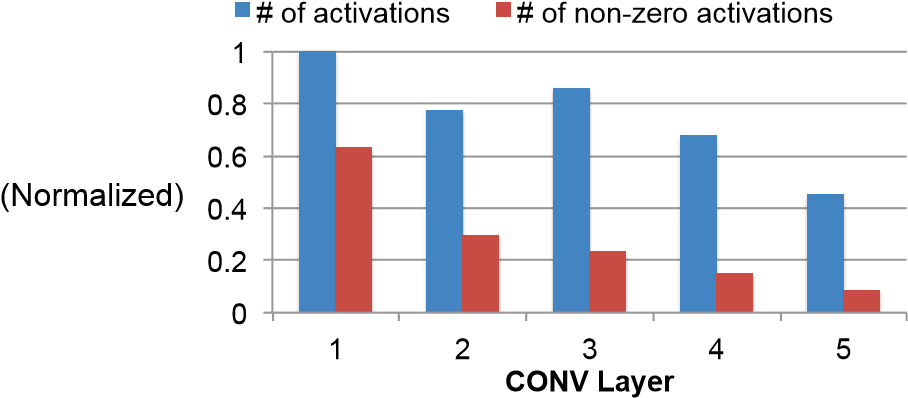 # of activations # of non-zero activations
1
0.8
0.6
(Normalized)
0.4
0.2
0
1 2 3 4 5
CONV Layer